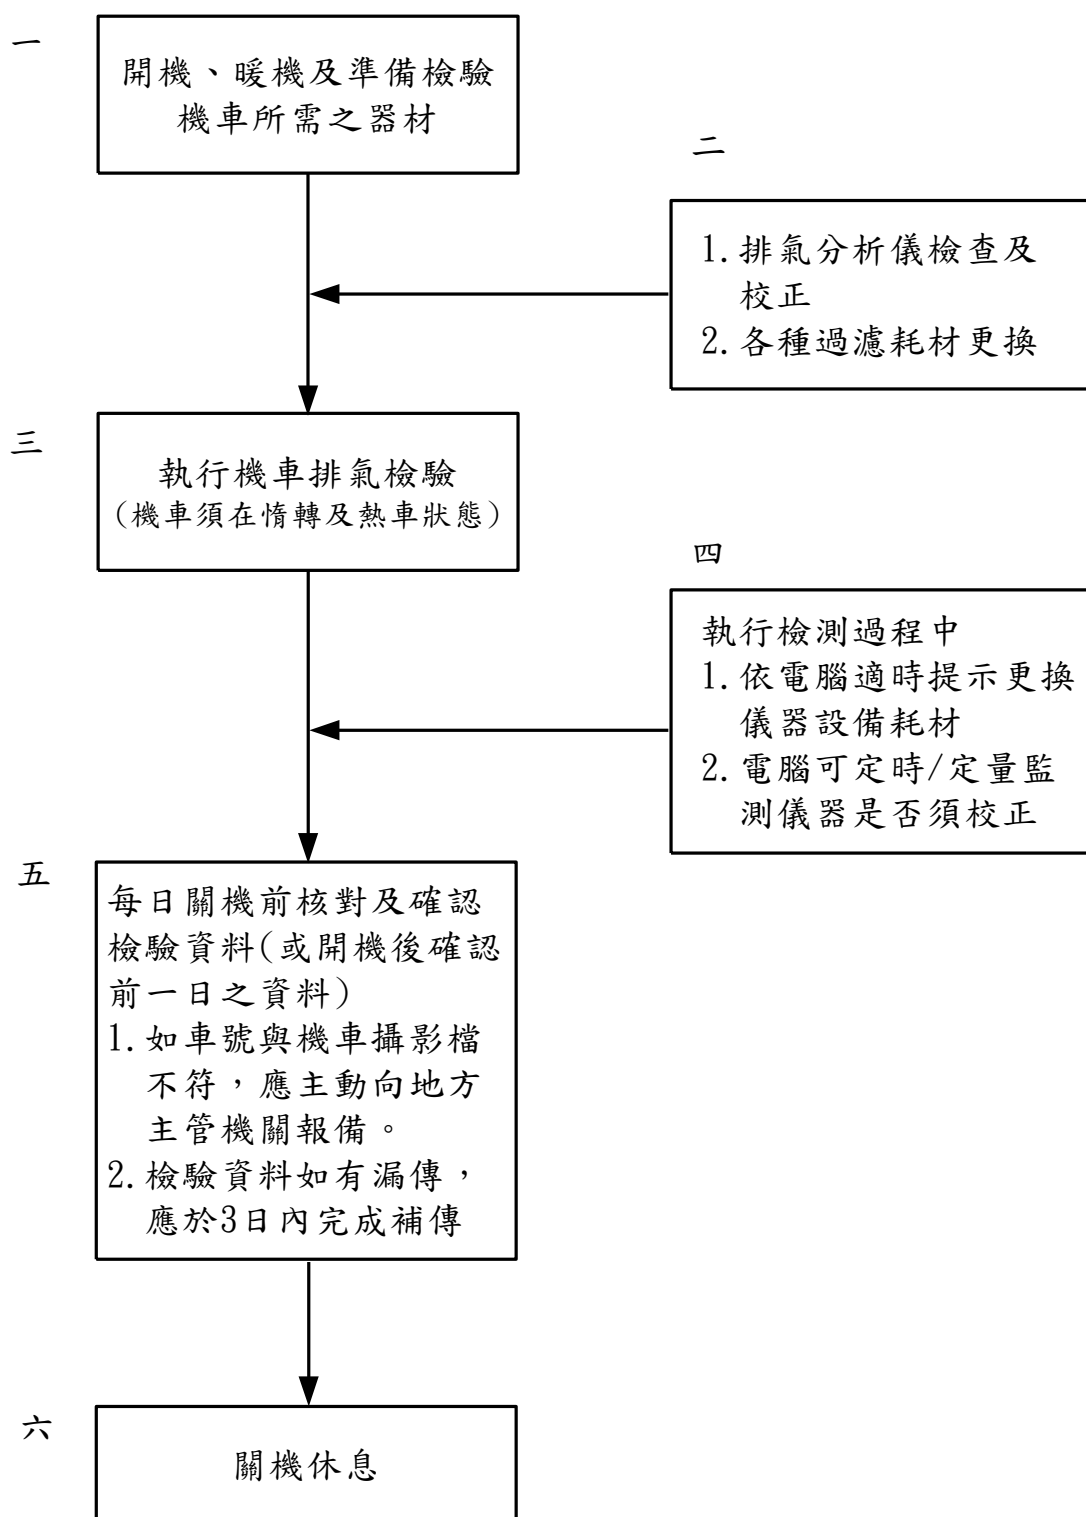 一
開機、暖機及準備檢驗
機車所需之器材
二
1.排氣分析儀檢查及
校正
2.各種過濾耗材更換
三
執行機車排氣檢驗
(機車須在惰轉及熱車狀態)
四
執行檢測過程中
1.依電腦適時提示更換
儀器設備耗材
2.電腦可定時/定量監
測儀器是否須校正
五
每日關機前核對及確認
檢驗資料(或開機後確認
前一日之資料)
1.如車號與機車攝影檔
不符，應主動向地方
主管機關報備。
2.檢驗資料如有漏傳，
應於3日內完成補傳
六
關機休息